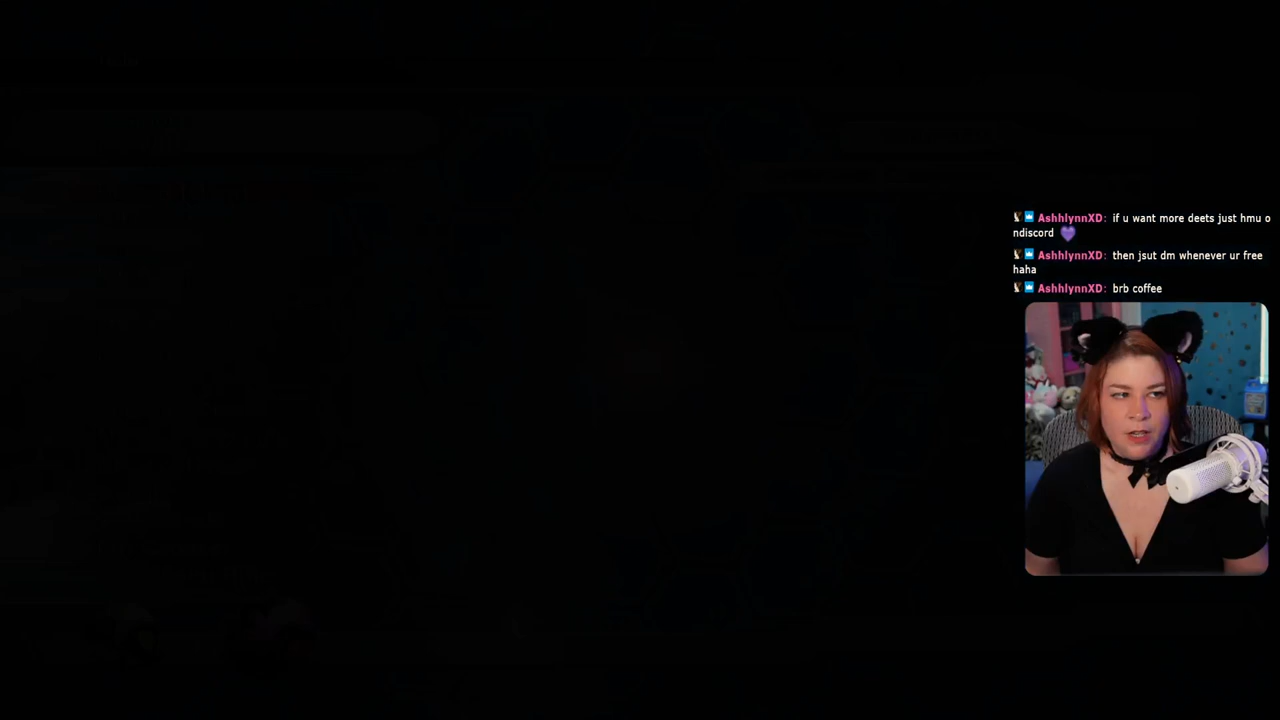 AshhlynnXD: if u want more deets just hmu o
ndiscord
AshhlynnXD: then jsut dm whenever ur free
haha
AshhlynnXD: brb coffee